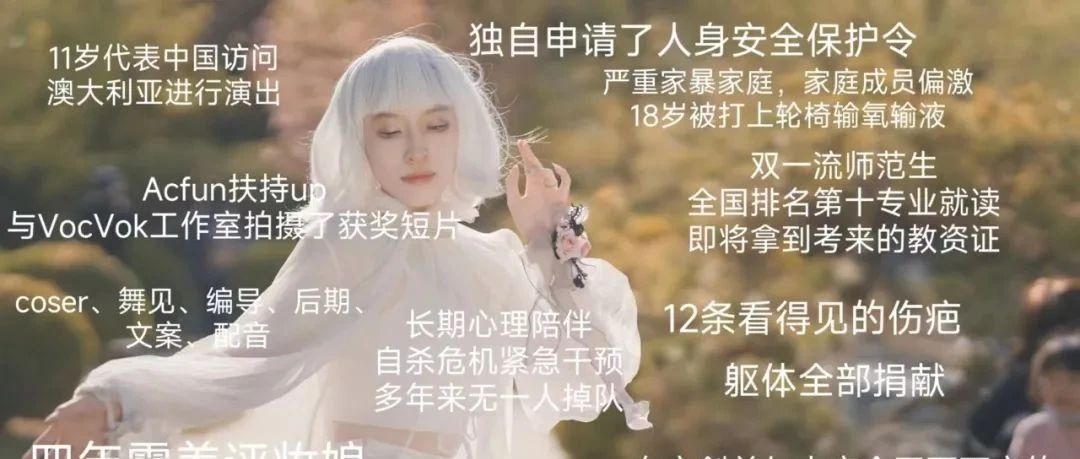 11岁代表中国访问
澳大利亚进行演出
独自申请了人身安全保护令
严重家暴家庭，家庭成员偏激
18岁被打上轮椅输氧输液
Acfun扶持up
与VocVok工作室拍摄了获奖短片
双一流师范生
全国排名第十专业就读
即将拿到考来的教资证
coser、舞见、编导、后期、
文案、配音
长期心理陪伴
自杀危机紧急干预
多年来无一人掉队
12条看得见的伤疤
躯体全部捐献
四年零差评妆娘